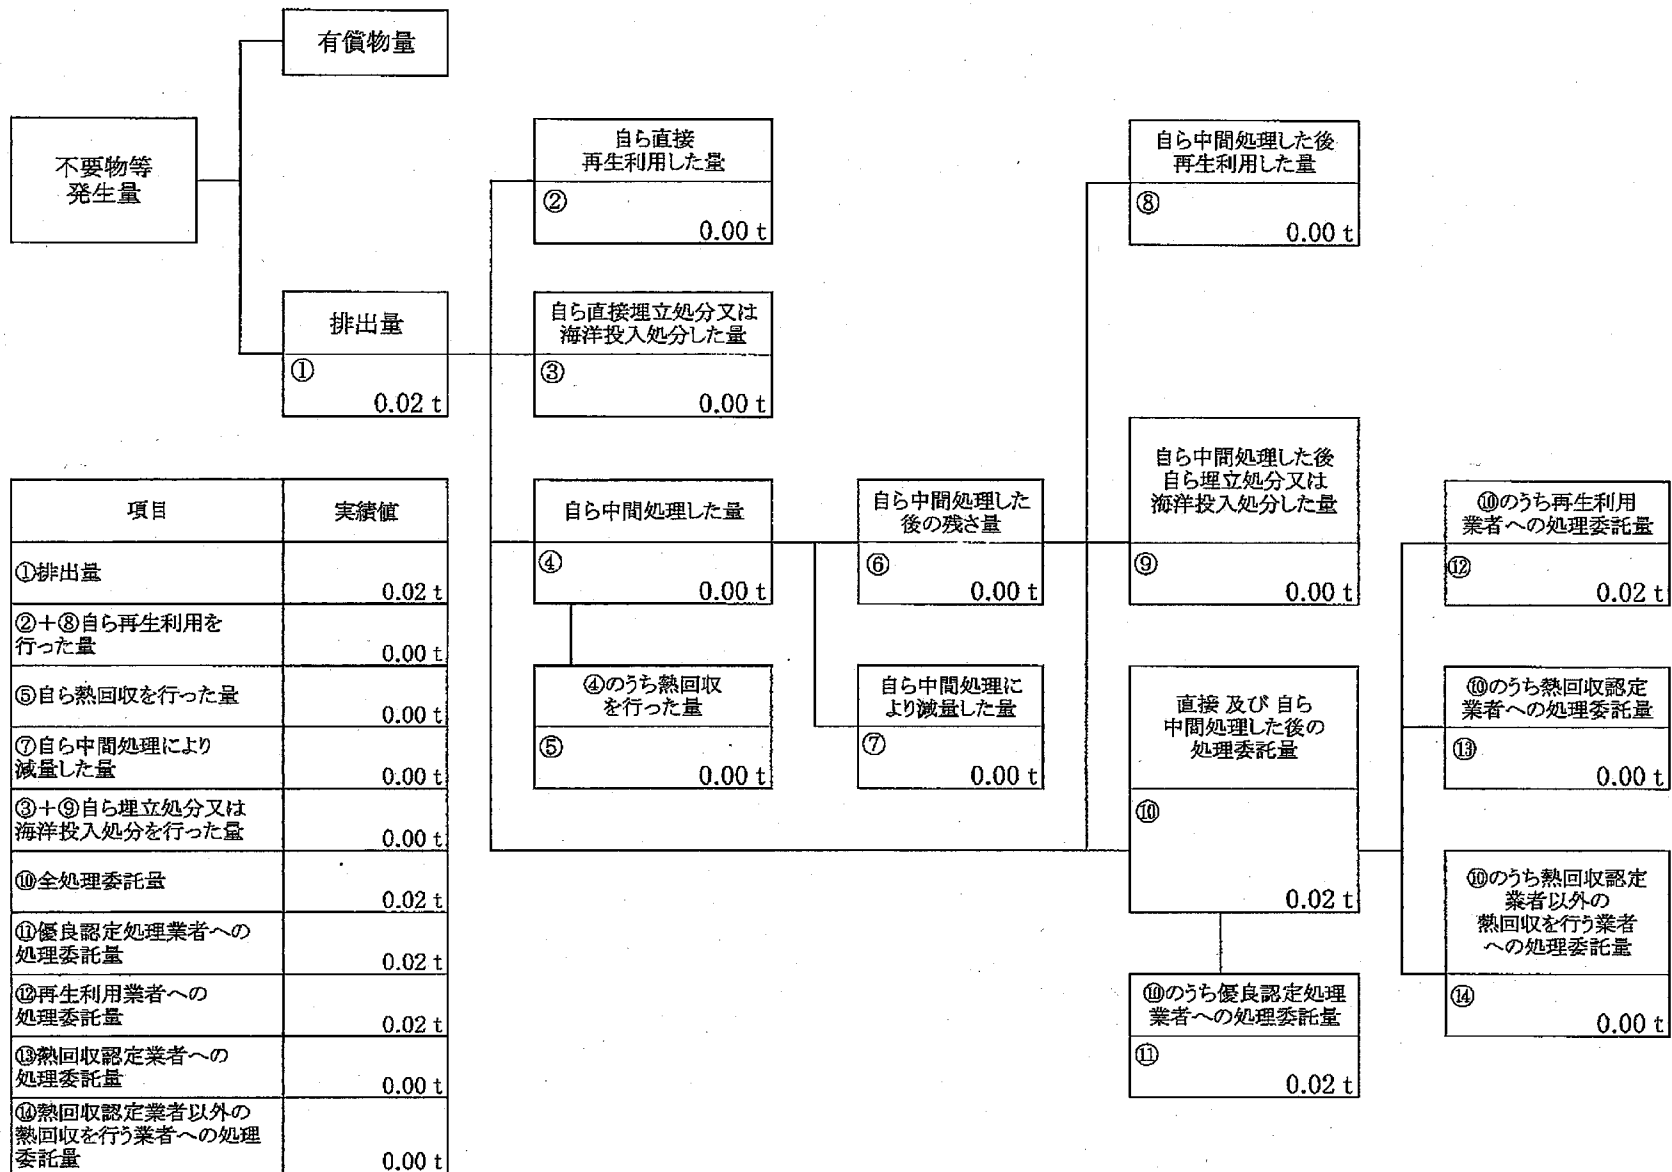 有償物量
不要物等
発生量
自ら直接
再生利用した量
②
0.00 t
自ら中間処理した後
再生利用した量
⑧
0.00 t
排出量
①
0.02 t
自ら直接埋立処分又は
海洋投入処分した量
③
0.00 t
自ら中間処理した量
④
0.00 t
自ら中間処理した
後の残さ量
⑥
0.00 t
自ら中間処理した後
自ら埋立処分又は
海洋投入処分した量
⑨
0.00 t
⑩のうち再生利用
業者への処理委託量
⑫
0.02 t
④のうち熱回収
を行った量
⑤
0.00 t
自ら中間処理に
より減量した量
⑦
0.00 t
直接 及び 自ら
中間処理した後の
処理委託量
⑩
0.02 t
⑩のうち熱回収認定
業者への処理委託量
⑬
0.00 t
⑩のうち熱回収認定
業者以外の
熱回収を行う業者
への処理委託量
⑭
0.00 t
⑩のうち優良認定処理
業者への処理委託量
⑪
0.02 t
項目 実績値
①排出量
0.02 t
②+⑧自ら再生利用を
行った量
0.00 t
⑤自ら熱回収を行った量
0.00 t
⑦自ら中間処理により
減量した量
0.00 t
③+⑨自ら埋立処分又は
海洋投入処分を行った量
0.00 t
⑩全処理委託量
0.02 t
⑪優良認定処理業者への
処理委託量
0.02 t
⑫再生利用業者への
処理委託量
0.02 t
⑬熱回収認定業者への
処理委託量
0.00 t
⑭熱回収認定業者以外の
熱回収を行う業者への処理
委託量
0.00 t